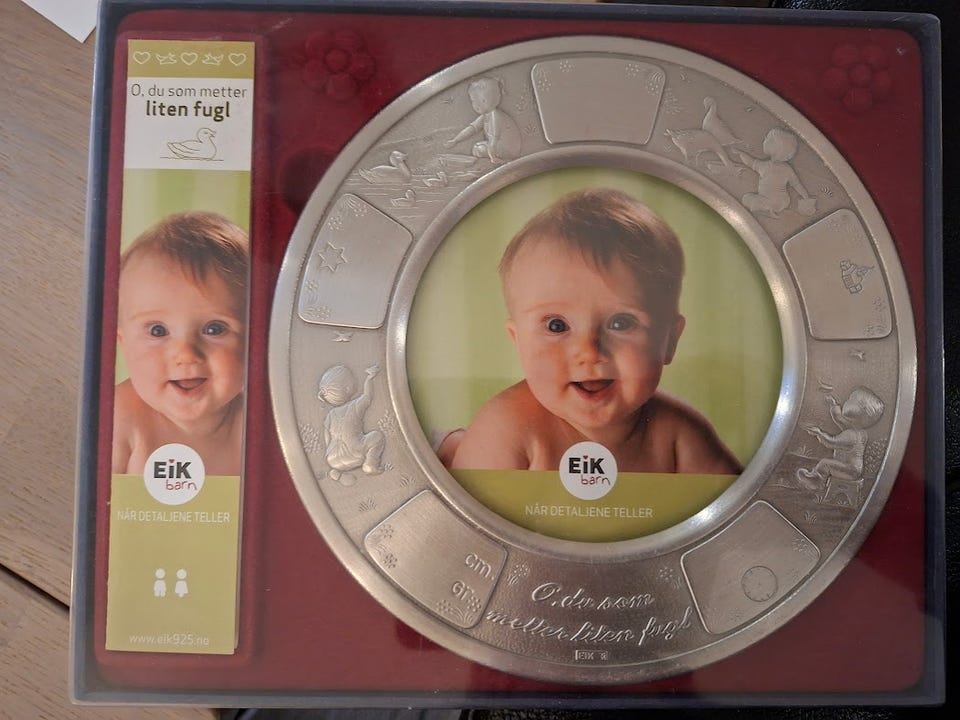 O, du som metter
liten fugl
EiK
barn
NÅR DETALJENE TELLER
www.eik925.no
EiK
barn
NÅR DETALJENE TELLER
cm.
Gr.
O, du som
metter liten fugl
EIK